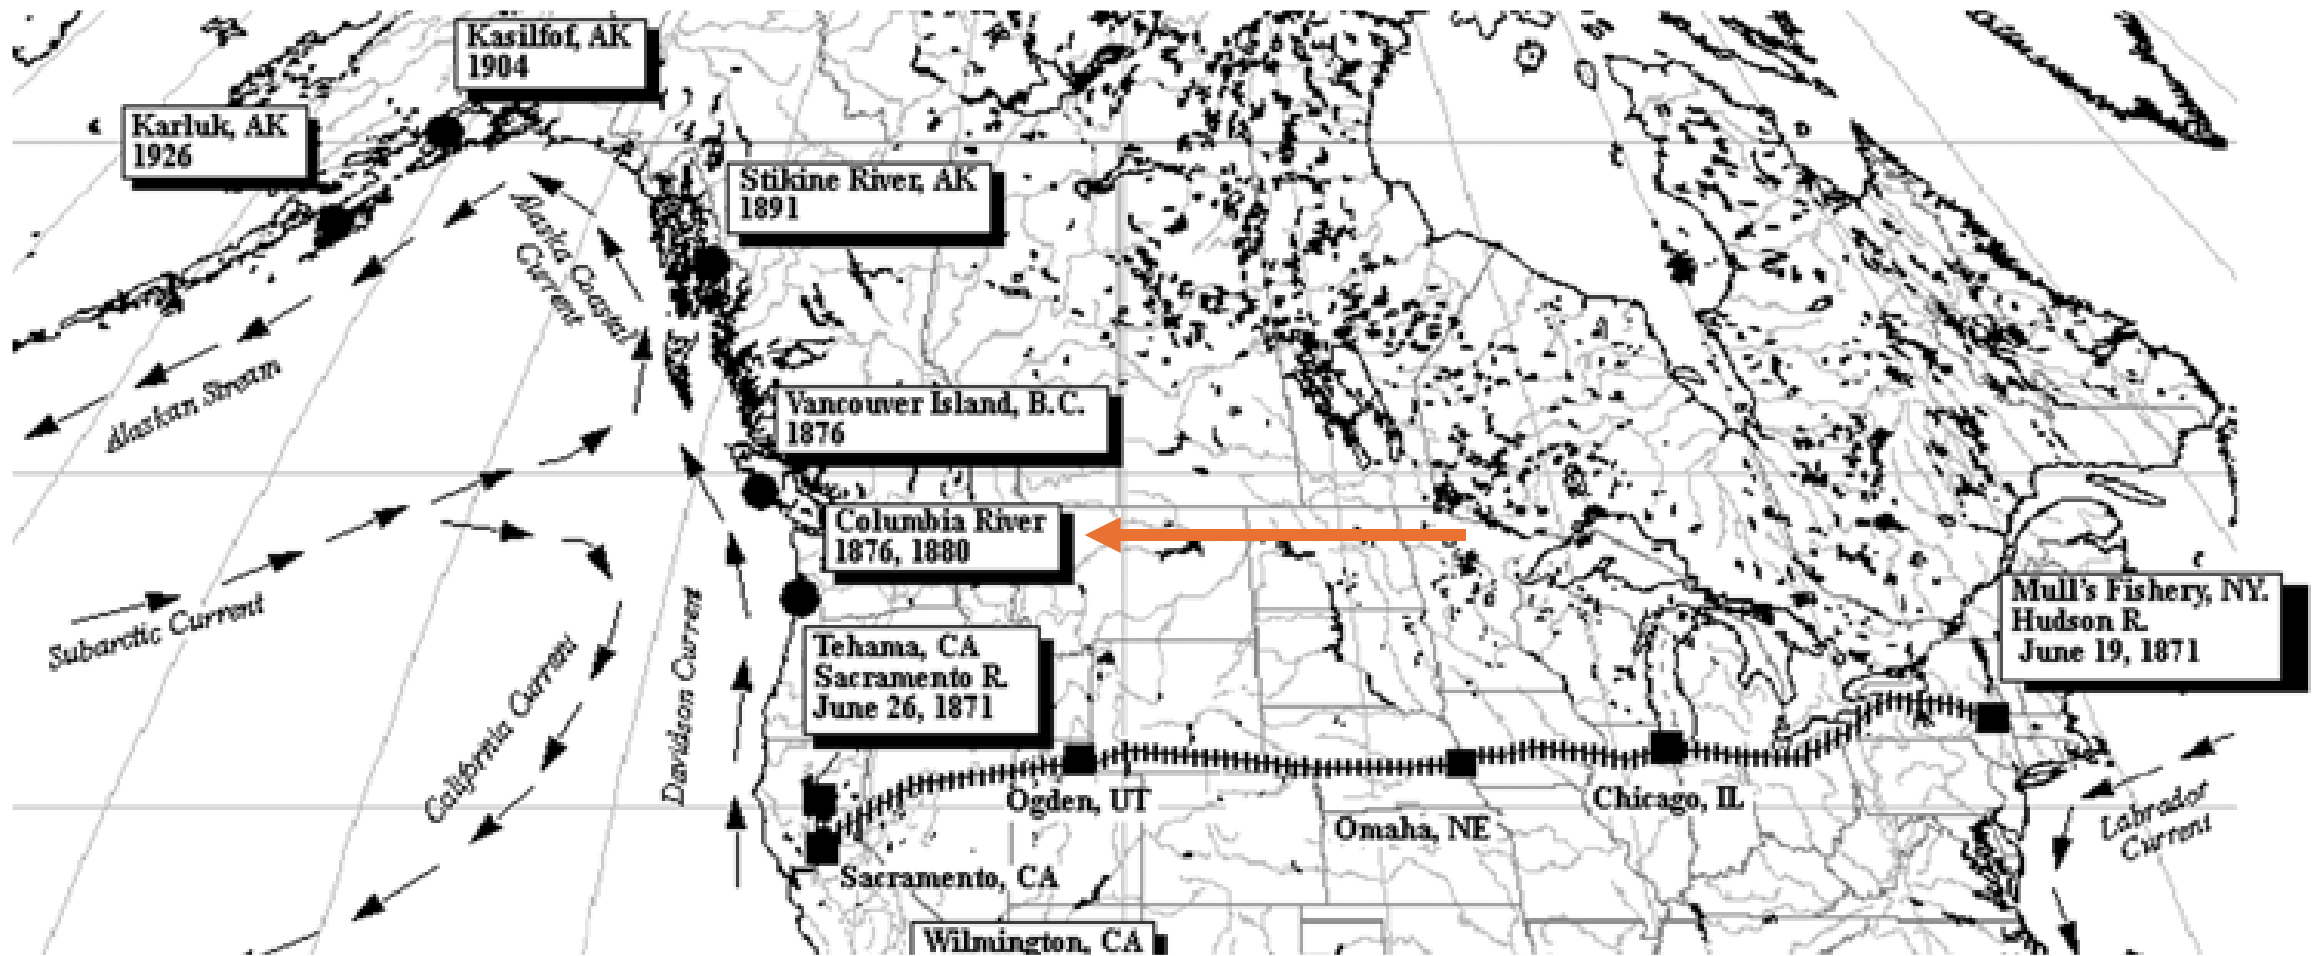 Kasilfof, AK
1904
Karluk, AK
1926
Stikine River, AK
1891
Alaska Coastal
Current
Alaskan Stream
Vancouver Island, B.C.
1876
Columbia River
1876, 1880
Subarctic Current
California Current
Davidson Current
Mull's Fishery, NY.
Hudson R.
June 19, 1871
Tehama, CA
Sacramento R.
June 26, 1871
Ogden, UT
Omaha, NE
Chicago, IL
Labrador
Current
Sacramento, CA
Wilmington, CA